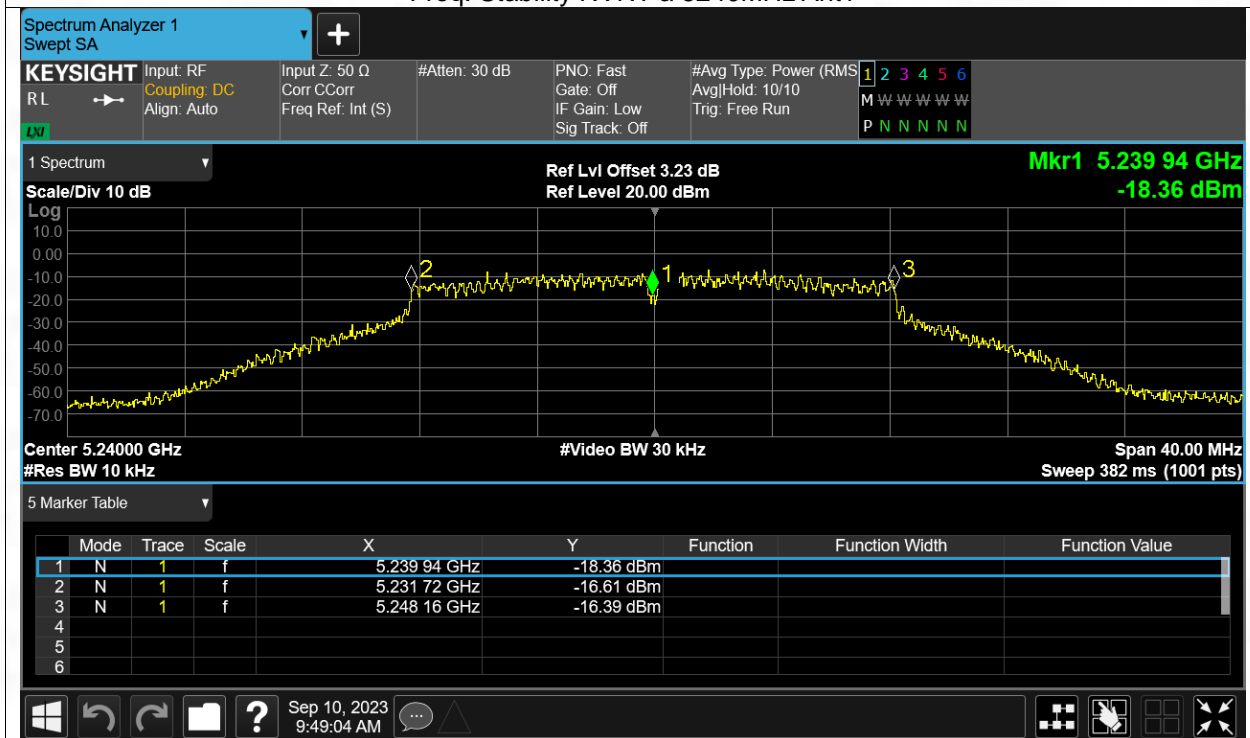 Spectrum Analyzer 1
Swept SA
KEYSIGHT
RL
LXI
Input: RF
Coupling: DC
Align: Auto
Input Z: 50 Ω
Corr CCorr
Freq Ref: Int (S)
#Atten: 30 dB
PNO: Fast
Gate: Off
IF Gain: Low
Sig Track: Off
#Avg Type: Power (RMS
Avg|Hold: 10/10
Trig: Free Run
1 2 3 4 5 6
M W W W W W
P N N N N N
1 Spectrum
Scale/Div 10 dB
Ref Lvl Offset 3.23 dB
Ref Level 20.00 dBm
Mkr1 5.239 94 GHz
-18.36 dBm
Log
10.0
0.00
-10.0
-20.0
-30.0
-40.0
-50.0
-60.0
-70.0
2
1
3
Center 5.24000 GHz
#Res BW 10 kHz
#Video BW 30 kHz
Span 40.00 MHz
Sweep 382 ms (1001 pts)
5 Marker Table
Mode Trace Scale X Y Function Function Width Function Value
1 N 1 f 5.239 94 GHz -18.36 dBm
2 N 1 f 5.231 72 GHz -16.61 dBm
3 N 1 f 5.248 16 GHz -16.39 dBm
4
5
6
?
Sep 10, 2023
9:49:04 AM